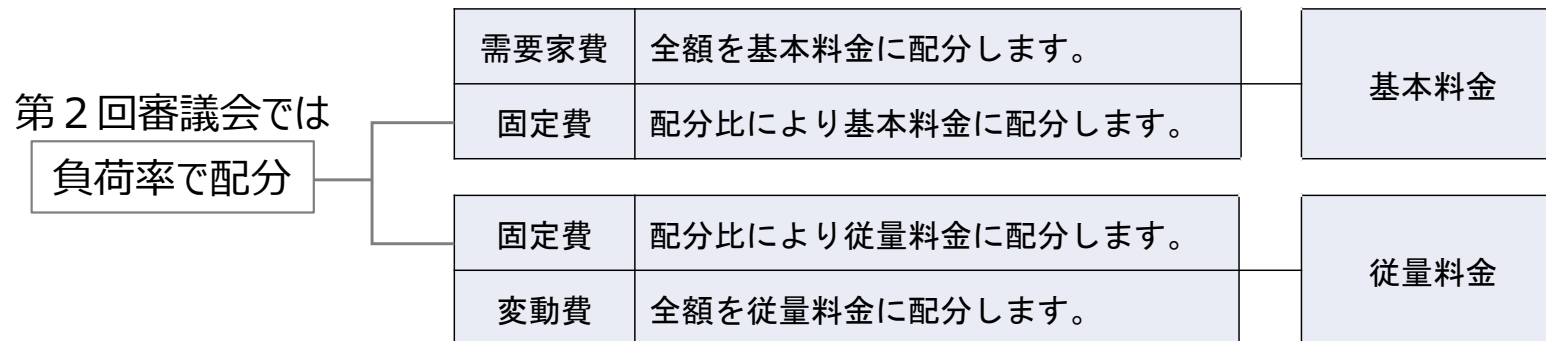 第２回審議会では
負荷率で配分
需要家費 全額を基本料金に配分します。
固定費 配分比により基本料金に配分します。
基本料金
固定費 配分比により従量料金に配分します。
変動費 全額を従量料金に配分します。
従量料金